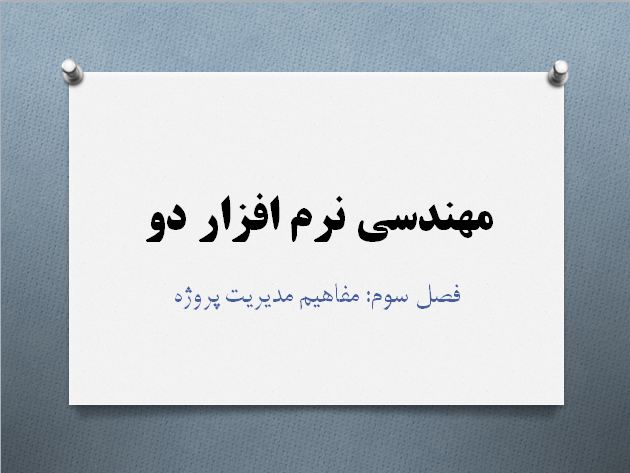 مهندسی نرم افزار دو
فصل سوم: مفاهیم مدیریت پروژه